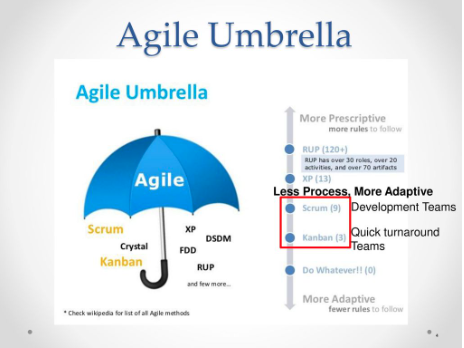 Agile Umbrella
Agile Umbrella
Agile
Scrum
XP
Crystal
DSDM
FDD
Kanban
RUP
and few more...
* Check wikipedia for list of all Agile methods
More Prescriptive
more rules to follow
RUP (120+)
RUP has over 30 roles, over 20
activities, and over 70 artifacts
XP (13)
Less Process, More Adaptive
Scrum (9)
Development Teams
Kanban (3)
Quick turnaround
Teams
Do Whatever!! (0)
More Adaptive
fewer rules to follow